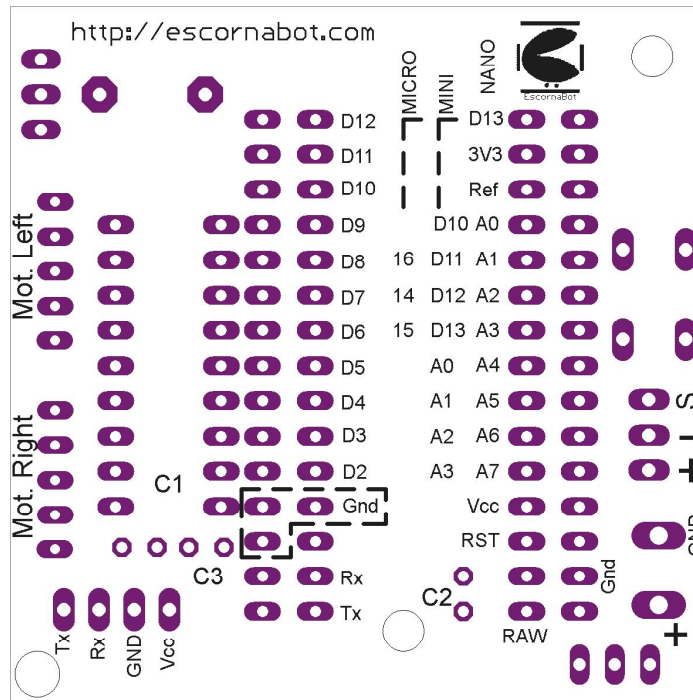 http://escornabot.com
MICRO
MINI
NANO
EscornaBot
D12 D13
D11 3V3
D10 Ref
D9 D10 A0
D8 16 D11 A1
D7 14 D12 A2
D6 15 D13 A3
D5 A0 A4
D4 A1 A5
D3 A2 A6
D2 A3 A7
Gnd Vcc
RST
Rx
Tx
Gnd
RAW
Mot. Left
Mot. Right
C1
C3
C2
Tx
Rx
GND
Vcc
S
-
+
GND
+